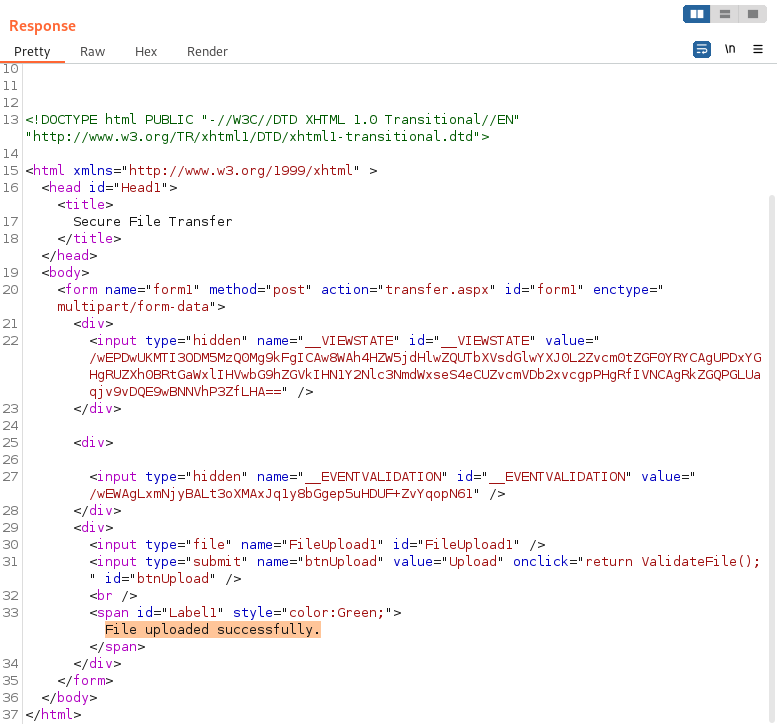 Response
Pretty Raw Hex Render \n
10
11
12
13 <!DOCTYPE html PUBLIC "-//W3C//DTD XHTML 1.0 Transitional//EN"
"http://www.w3.org/TR/xhtml1/DTD/xhtml1-transitional.dtd">
14
15 <html xmlns="http://www.w3.org/1999/xhtml" >
16 <head id="Head1">
<title>
17 Secure File Transfer
18 </title>
</head>
19 <body>
20 <form name="form1" method="post" action="transfer.aspx" id="form1" enctype="
multipart/form-data">
21 <div>
22 <input type="hidden" name="__VIEWSTATE" id="__VIEWSTATE" value="
/wEPDwUKMTI3ODM5MzQ0Mg9kFgICAw8WAh4HZW5jdHlwZQUTbXVsdGlwYXJ0L2Zvcm0tZGF0YRYCAgUPDxYG
HgRUZXh0BRtGaWxlIHVwbG9hZGVkIHN1Y2Nlc3NmdWxseS4eCUZvcmVDb2xvcgpPHgRfIVNCAgRkZGQPGLUa
qjv9vDQE9wBNNVhP3ZfLHA==" />
23 </div>
24
25 <div>
26
27 <input type="hidden" name="__EVENTVALIDATION" id="__EVENTVALIDATION" value="
/wEWAgLxmNjyBALt3oXMAxJq1y8bGgep5uHDUF+ZvYqopN61" />
28 </div>
29 <div>
30 <input type="file" name="FileUpload1" id="FileUpload1" />
31 <input type="submit" name="btnUpload" value="Upload" onclick="return ValidateFile();
" id="btnUpload" />
32 <br />
33 <span id="Label1" style="color:Green;">
File uploaded successfully.
</span>
34 </div>
35 </form>
36 </body>
37 </html>